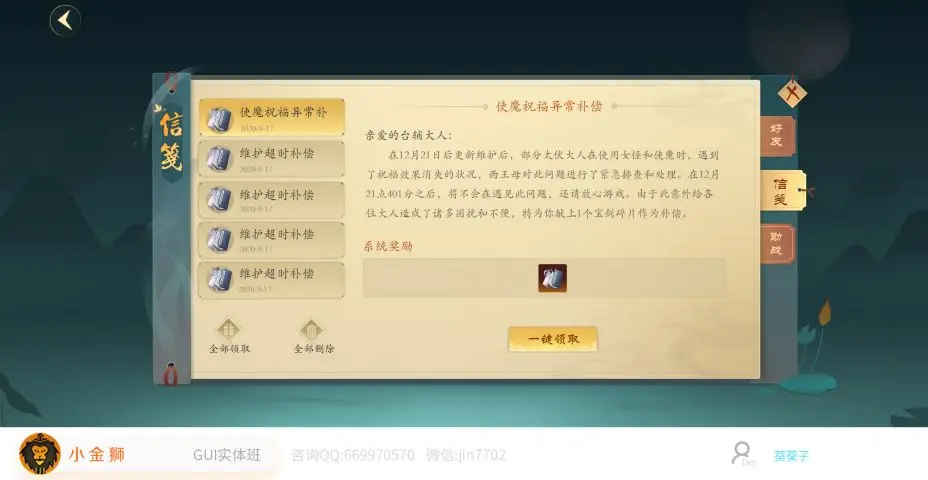 信笺
使魔祝福异常补
2020-9-17
维护超时补偿
2020-9-17
维护超时补偿
2020-9-17
维护超时补偿
2020-9-17
维护超时补偿
2020-9-17
全部领取
全部删除
使魔祝福异常补偿
亲爱的台辅大人：
在12月21日后更新维护后，部分太伏大人在使用女怪和使魔时，遇到
了祝福效果消失的状况，西王母对此问题进行了紧急排查和处理。在12月
21点401分之后，将不会在遇见此问题，还请放心游戏。由于此意外给各
位大人造成了诸多困扰和不便，特为你献上1个宝剑碎片作为补偿。
系统奖励
一键领取
好友
信笺
助战
小金狮
GUI实体班
咨询QQ:669970570 微信:jin7702
Des
葵葵子